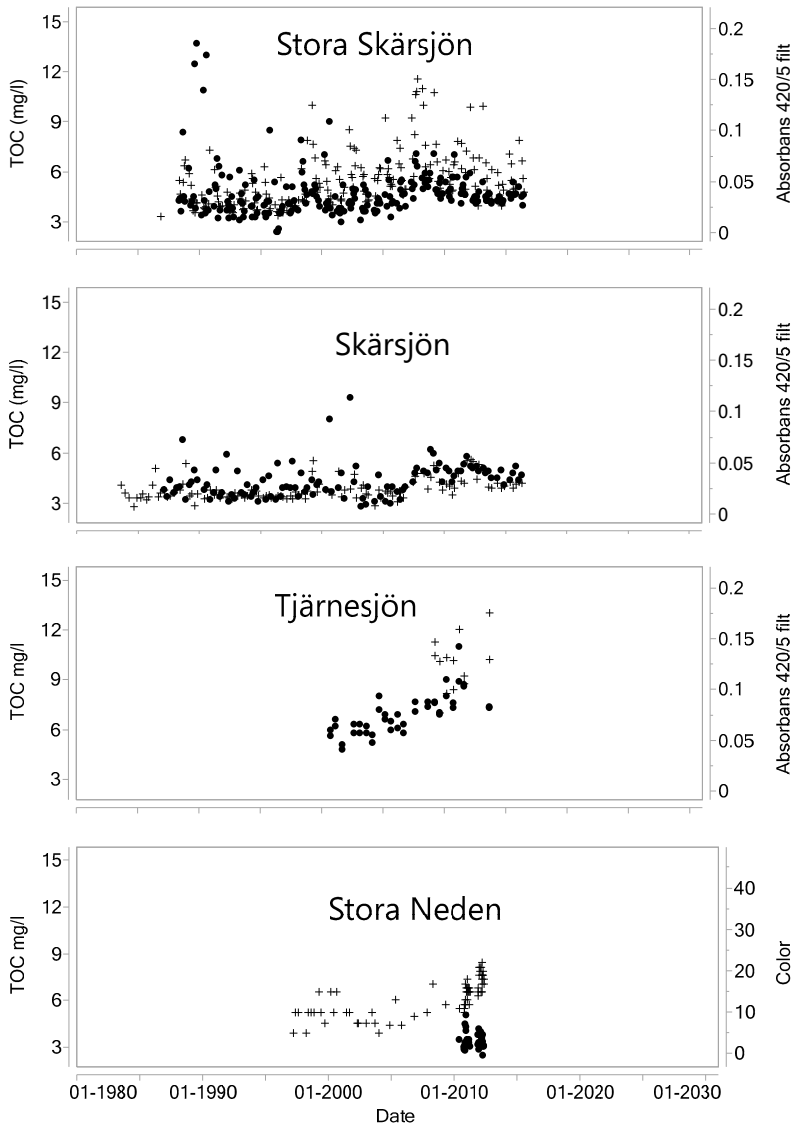 Stora Skärsjön
TOC (mg/l)
15
12
9
6
3
0.2
0.15
0.1
0.05
0
Absorbans 420/5 filt
Skärsjön
TOC (mg/l)
15
12
9
6
3
0.2
0.15
0.1
0.05
0
Absorbans 420/5 filt
Tjärnesjön
TOC mg/l
15
12
9
6
3
0.2
0.15
0.1
0.05
0
Absorbans 420/5 filt
Stora Neden
TOC mg/l
15
12
9
6
3
40
30
20
10
0
Color
01-1980 01-1990 01-2000 01-2010 01-2020 01-2030
Date